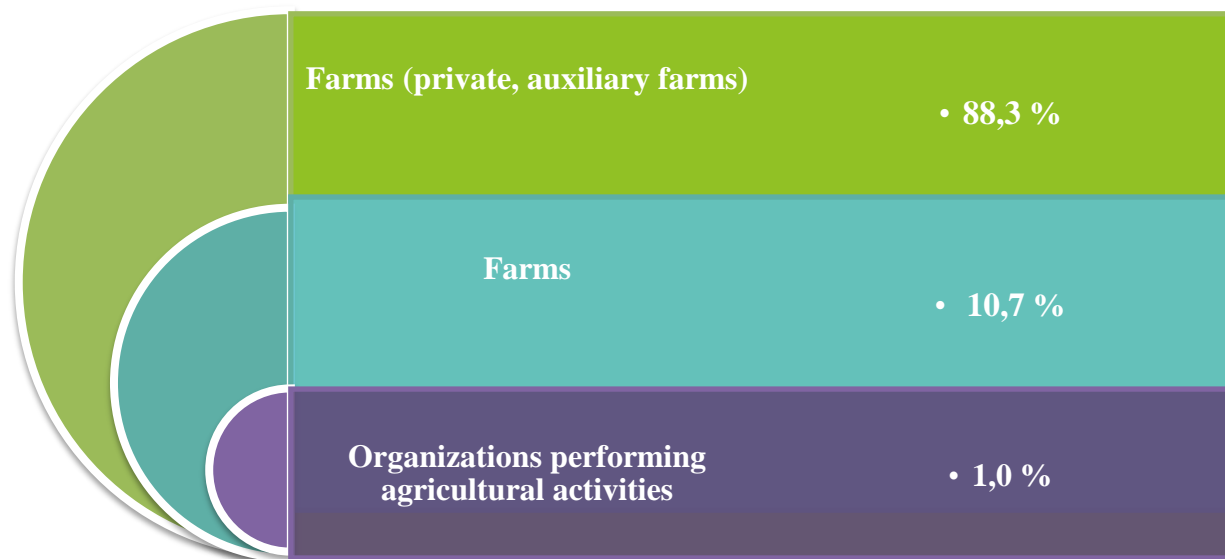 Farms (private, auxiliary farms)
• 88,3 %
Farms
• 10,7 %
Organizations performing
agricultural activities
• 1,0 %